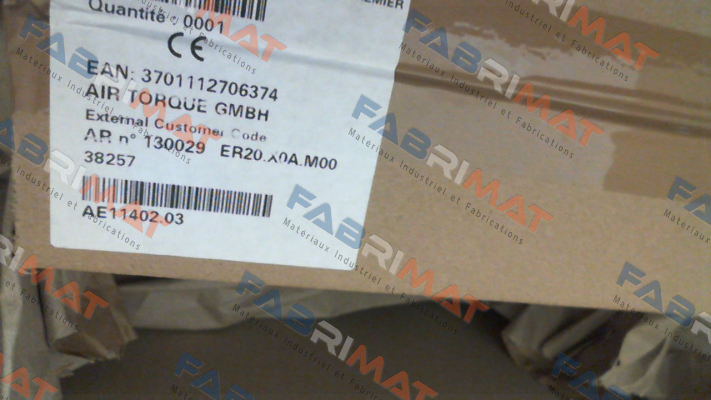 Quantité : 0001
CE
EAN: 3701112706374
AIR TORQUE GMBH
External Customer Code
AR n° 130029 ER20.X0A.M00
38257
AE11402.03
FABRIMAT
Matériaux Industriel et Fabrications